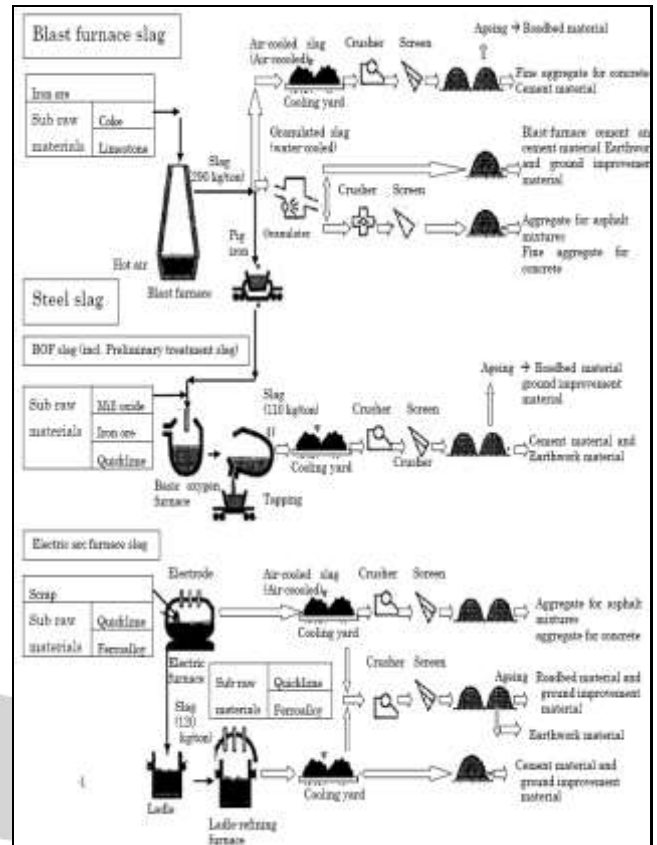 Blast furnace slag
Iron ore
Sub raw
materials
Coke
Limestone
Slag
(290 kg/ton)
Hot air
Blast furnace
Pig
iron
Air-cooled slag
(Air-cooled)
Crusher
Screen
Cooling yard
Ageing → Roadbed material
Fine aggregate for concrete
Cement material
Granulated slag
(water-cooled)
Granulater
Crusher
Screen
Blast-furnace cement an
cement material Earthwork
and ground improvement
material
Aggregate for asphalt
mixtures
Fine aggregate for
concrete
Steel slag
BOF slag (incl. Preliminary treatment slag)
Sub raw
materials
Mill oxide
Iron ore
Quicklime
Basic oxygen
furnace
Tapping
Slag
(110 kg/ton)
Crusher
Screen
Cooling yard
Crusher
Ageing → Roadbed material
ground improvement
material
Cement material and
Earthwork material
Electric arc furnace slag
Scrap
Sub raw
materials
Quicklime
Ferroalloy
Electrode
Electric
furnace
Slag
(120
kg/ton)
Ladle
Sub raw
materials
Quicklime
Ferroalloy
Ladle refining
furnace
Air-cooled slag
(Air-cooled)
Crusher
Screen
Cooling yard
Aggregate for asphalt
mixtures
aggregate for concrete
Crusher
Screen
Ageing
Roadbed material and
ground improvement
material
Earthwork material
Cooling yard
Cement material and
ground improvement
material